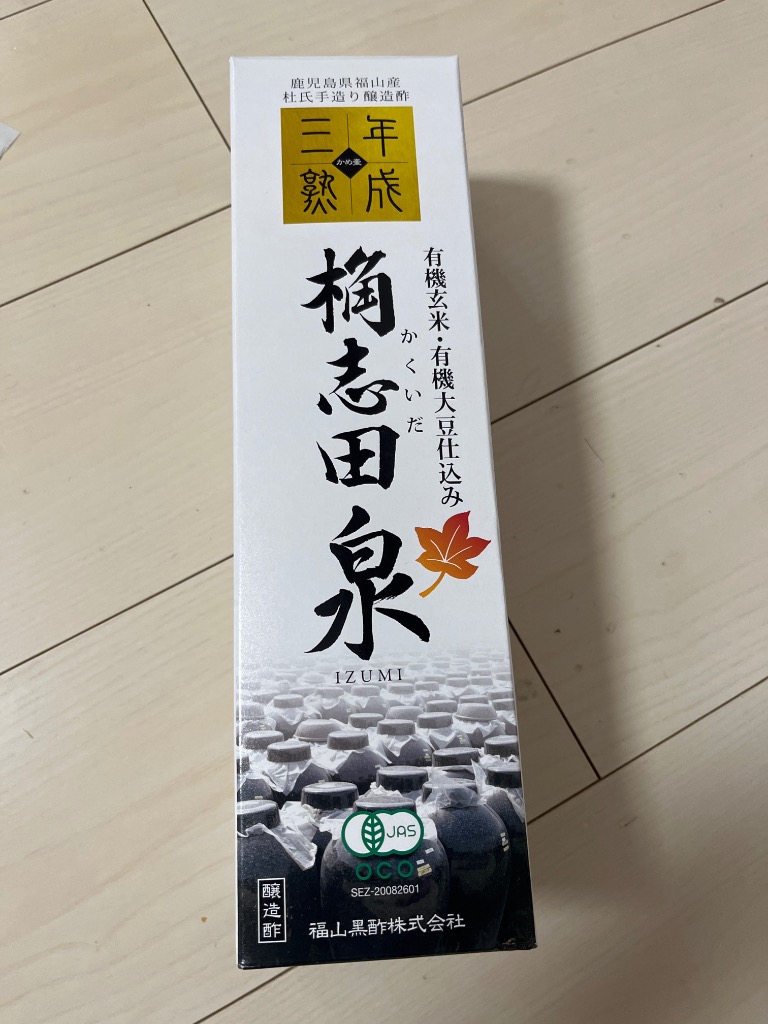 鹿児島県福山産
杜氏手造り醸造酢
三年熟成
かめ壷
有機玄米・有機大豆仕込み
桷志田
かくいだ
泉
IZUMI
JAS
OCO
SEZ-20082601
醸造酢
福山黒酢株式会社